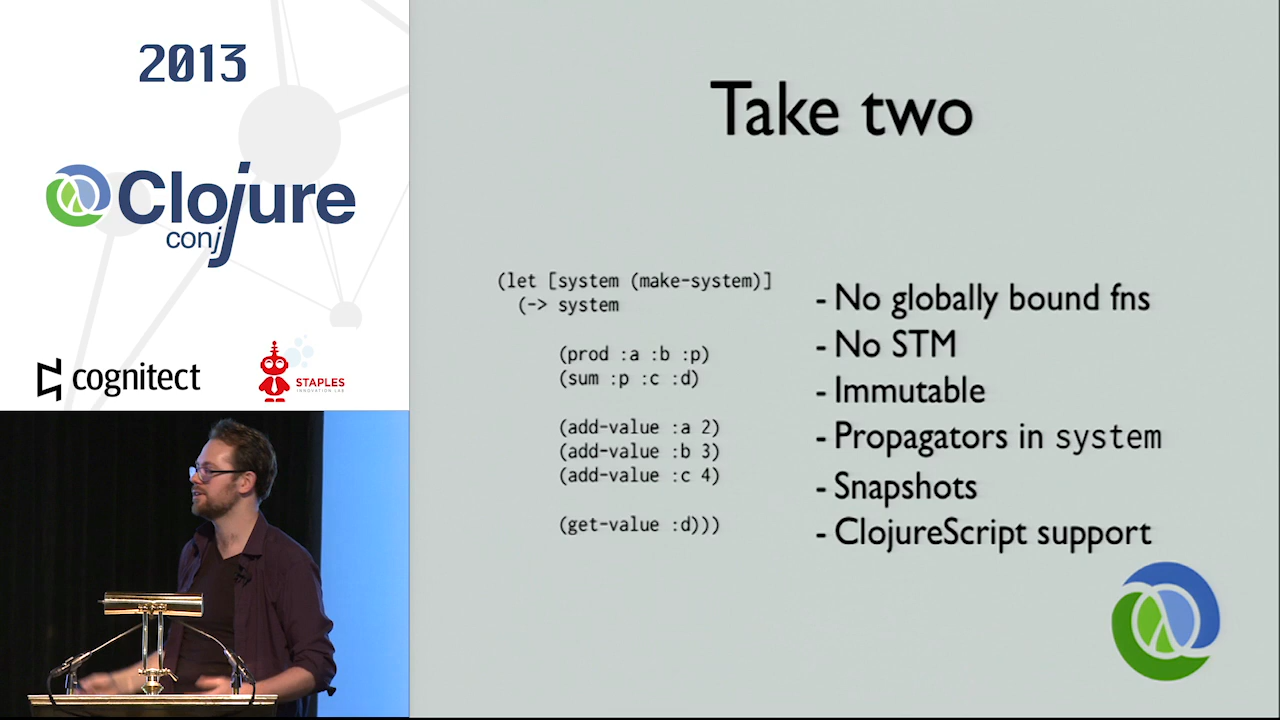 2013
Clojure
conj
cognitect
STAPLES
INNOVATION LAB
Take two
(let [system (make-system)]
(-> system
(prod :a :b :p)
(sum :p :c :d)
(add-value :a 2)
(add-value :b 3)
(add-value :c 4)
(get-value :d)))
- No globally bound fns
- No STM
- Immutable
- Propagators in system
- Snapshots
- ClojureScript support